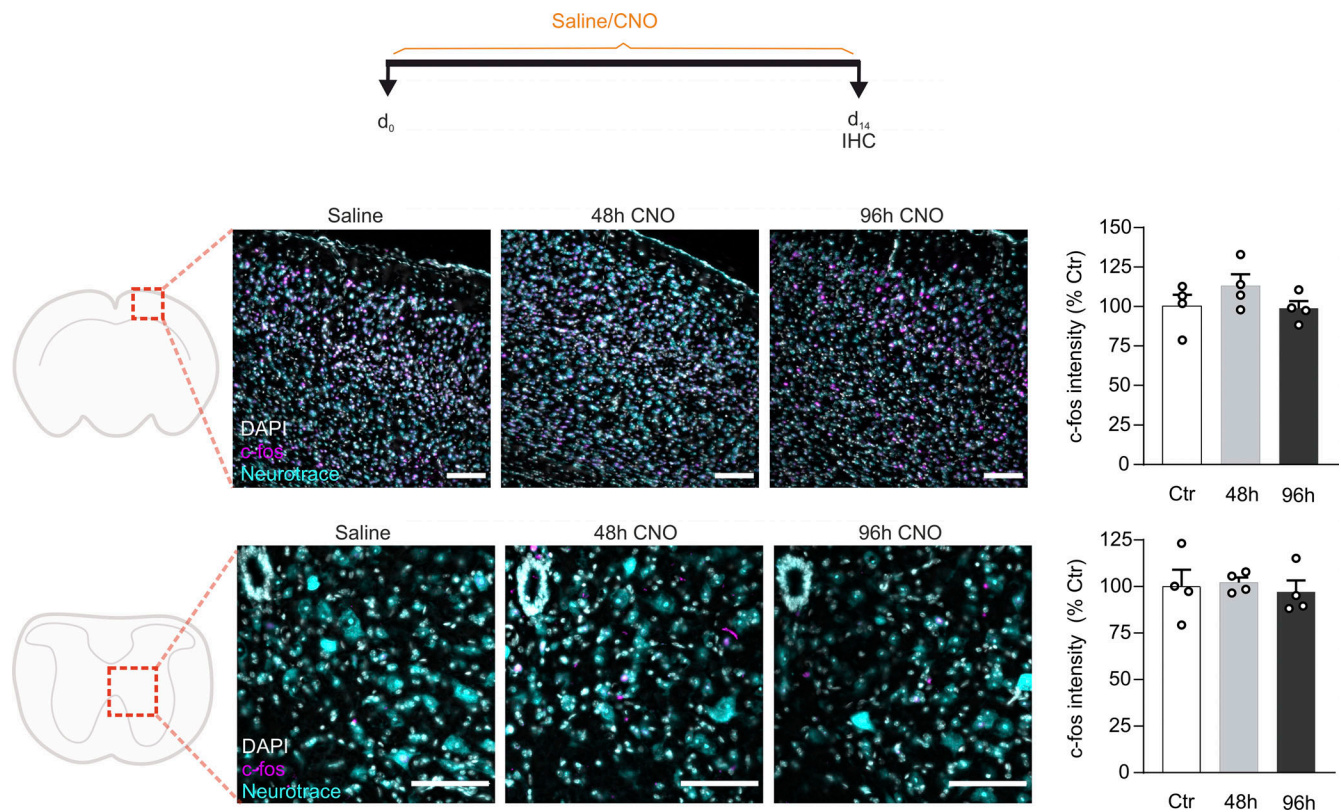 Saline/CNO
d0
d14
IHC
Saline
48h CNO
96h CNO
DAPI
c-fos
Neurotrace
c-fos intensity (% Ctr)
150
125
100
75
50
25
0
Ctr
48h
96h
Saline
48h CNO
96h CNO
DAPI
c-fos
Neurotrace
c-fos intensity (% Ctr)
125
100
75
50
25
0
Ctr
48h
96h